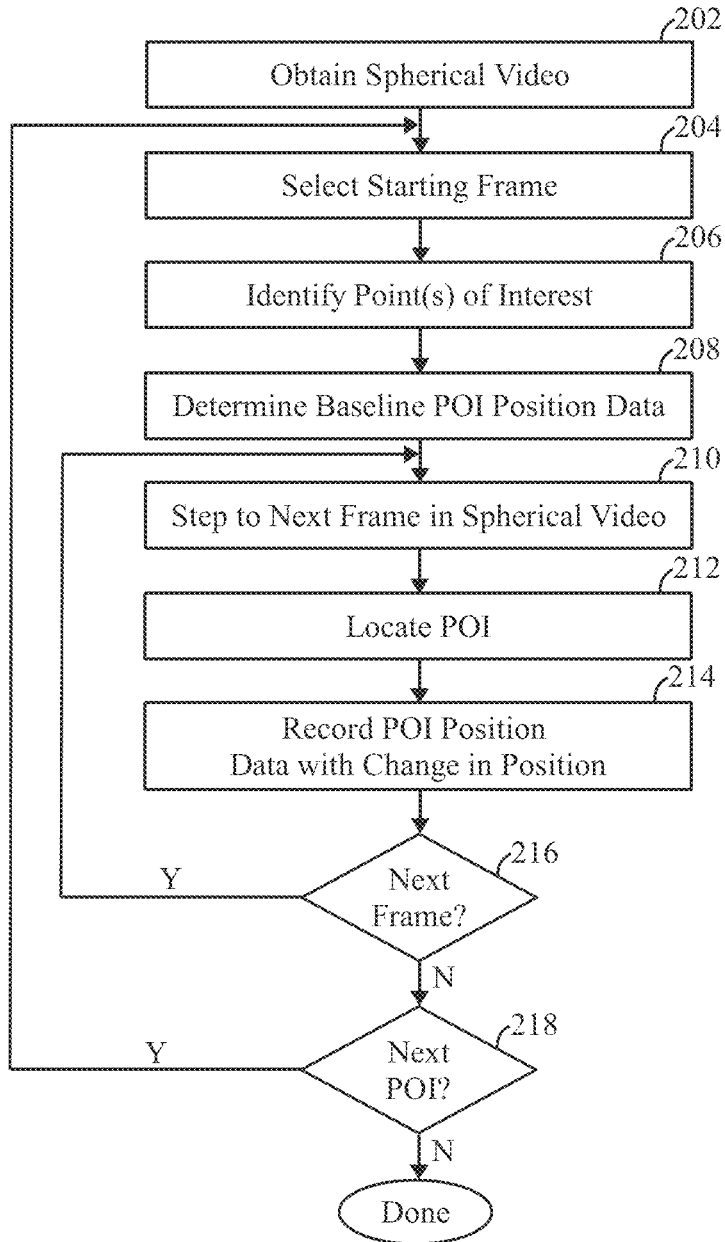 202
Obtain Spherical Video
204
Select Starting Frame
206
Identify Point(s) of Interest
208
Determine Baseline POI Position Data
210
Step to Next Frame in Spherical Video
212
Locate POI
214
Record POI Position
Data with Change in Position
216
Next
Frame?
Y
N
218
Next
POI?
Y
N
Done